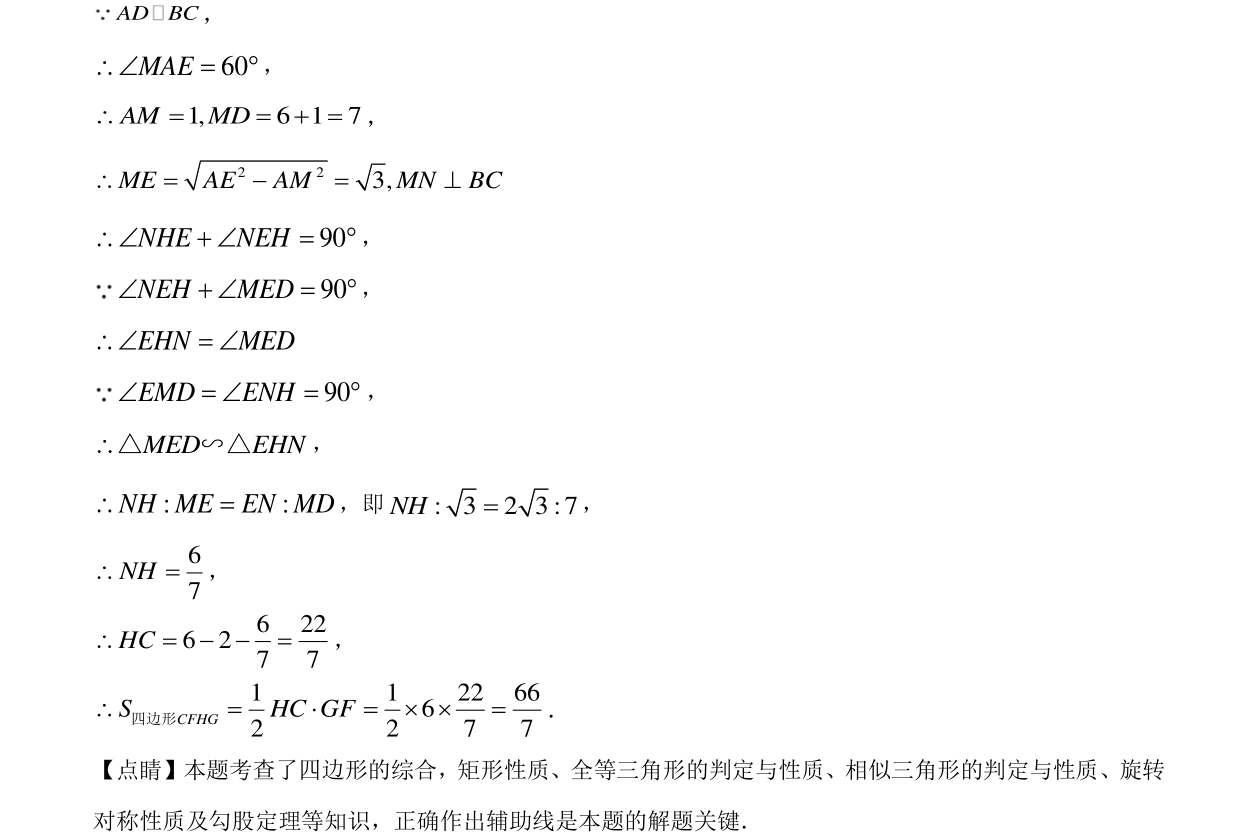 ∵ AD□BC，
∴∠MAE = 60°，
∴ AM = 1, MD = 6+1 = 7，
∴ ME = √(AE² − AM²) = √3, MN ⊥ BC
∴∠NHE + ∠NEH = 90°，
∵∠NEH + ∠MED = 90°，
∴∠EHN = ∠MED
∵∠EMD = ∠ENH = 90°，
∴△MED∽△EHN，
∴NH : ME = EN : MD，即 NH : √3 = 2√3 : 7，
∴NH = 6/7，
∴HC = 6−2−6/7 = 22/7，
∴S四边形CFHG = 1/2 HC·GF = 1/2×6×22/7 = 66/7．
【点睛】本题考查了四边形的综合，矩形性质、全等三角形的判定与性质、相似三角形的判定与性质、旋转
对称性质及勾股定理等知识，正确作出辅助线是本题的解题关键．